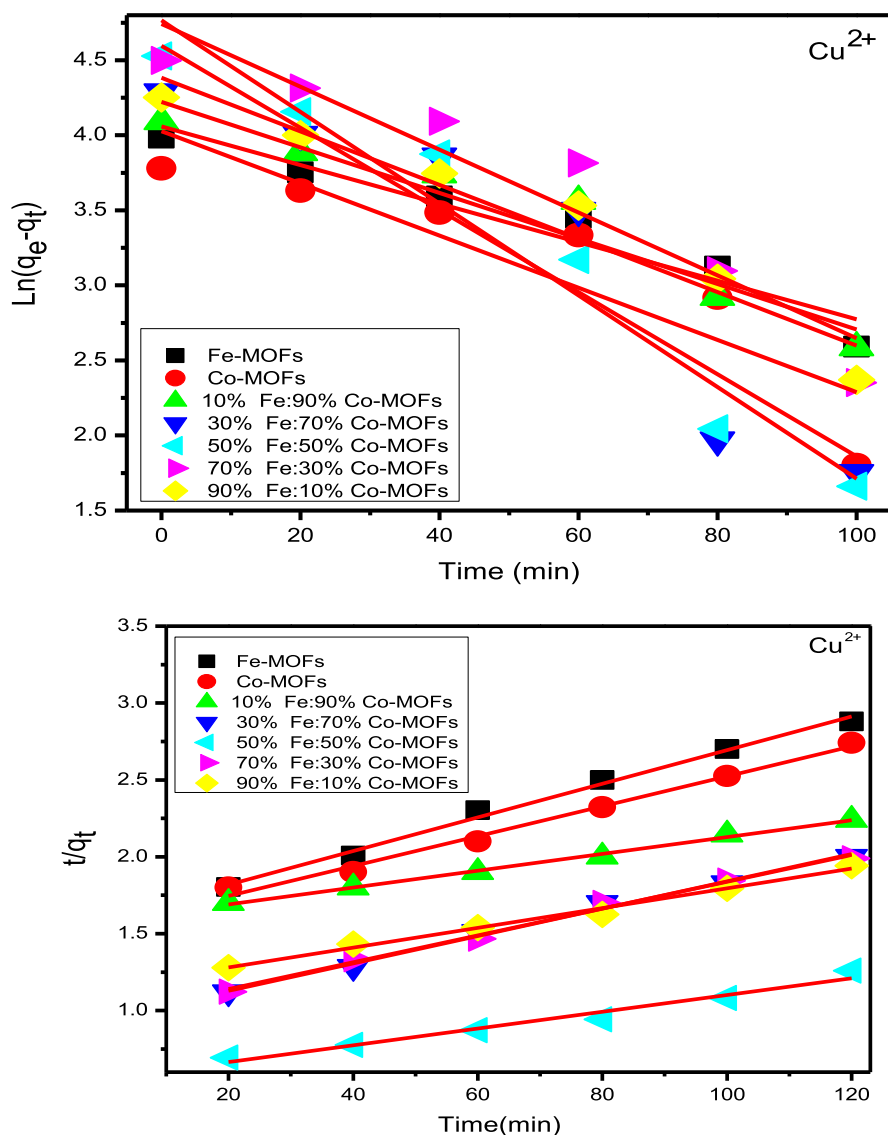 Cu2+
4.5
4.0
3.5
3.0
2.5
2.0
1.5
Ln(qe-qt)
Fe-MOFs
Co-MOFs
10% Fe:90% Co-MOFs
30% Fe:70% Co-MOFs
50% Fe:50% Co-MOFs
70% Fe:30% Co-MOFs
90% Fe:10% Co-MOFs
0 20 40 60 80 100
Time (min)
3.5
3.0
2.5
2.0
1.5
1.0
t/qt
Cu2+
Fe-MOFs
Co-MOFs
10% Fe:90% Co-MOFs
30% Fe:70% Co-MOFs
50% Fe:50% Co-MOFs
70% Fe:30% Co-MOFs
90% Fe:10% Co-MOFs
20 40 60 80 100 120
Time(min)